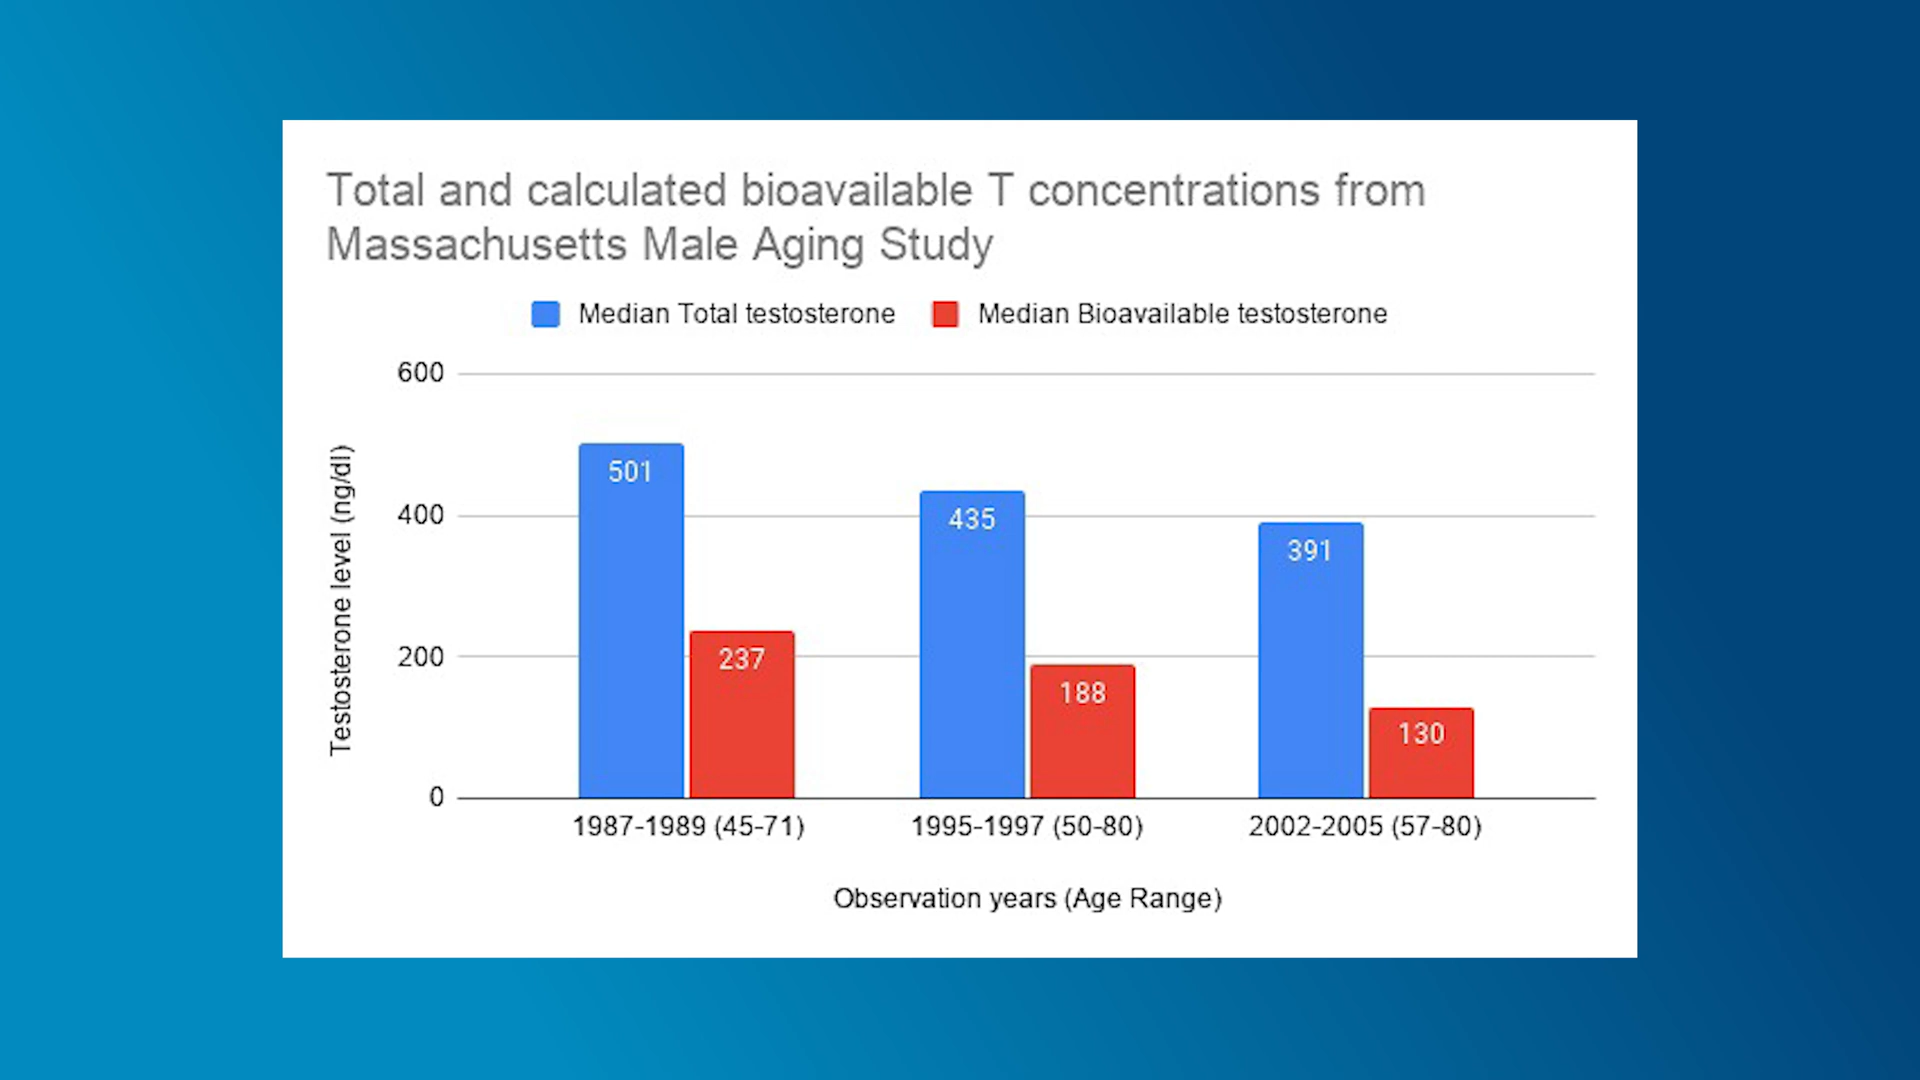 Total and calculated bioavailable T concentrations from
Massachusetts Male Aging Study
Median Total testosterone
Median Bioavailable testosterone
Testosterone level (ng/dl)
600
400
200
0
501
237
435
188
391
130
1987-1989 (45-71)
1995-1997 (50-80)
2002-2005 (57-80)
Observation years (Age Range)